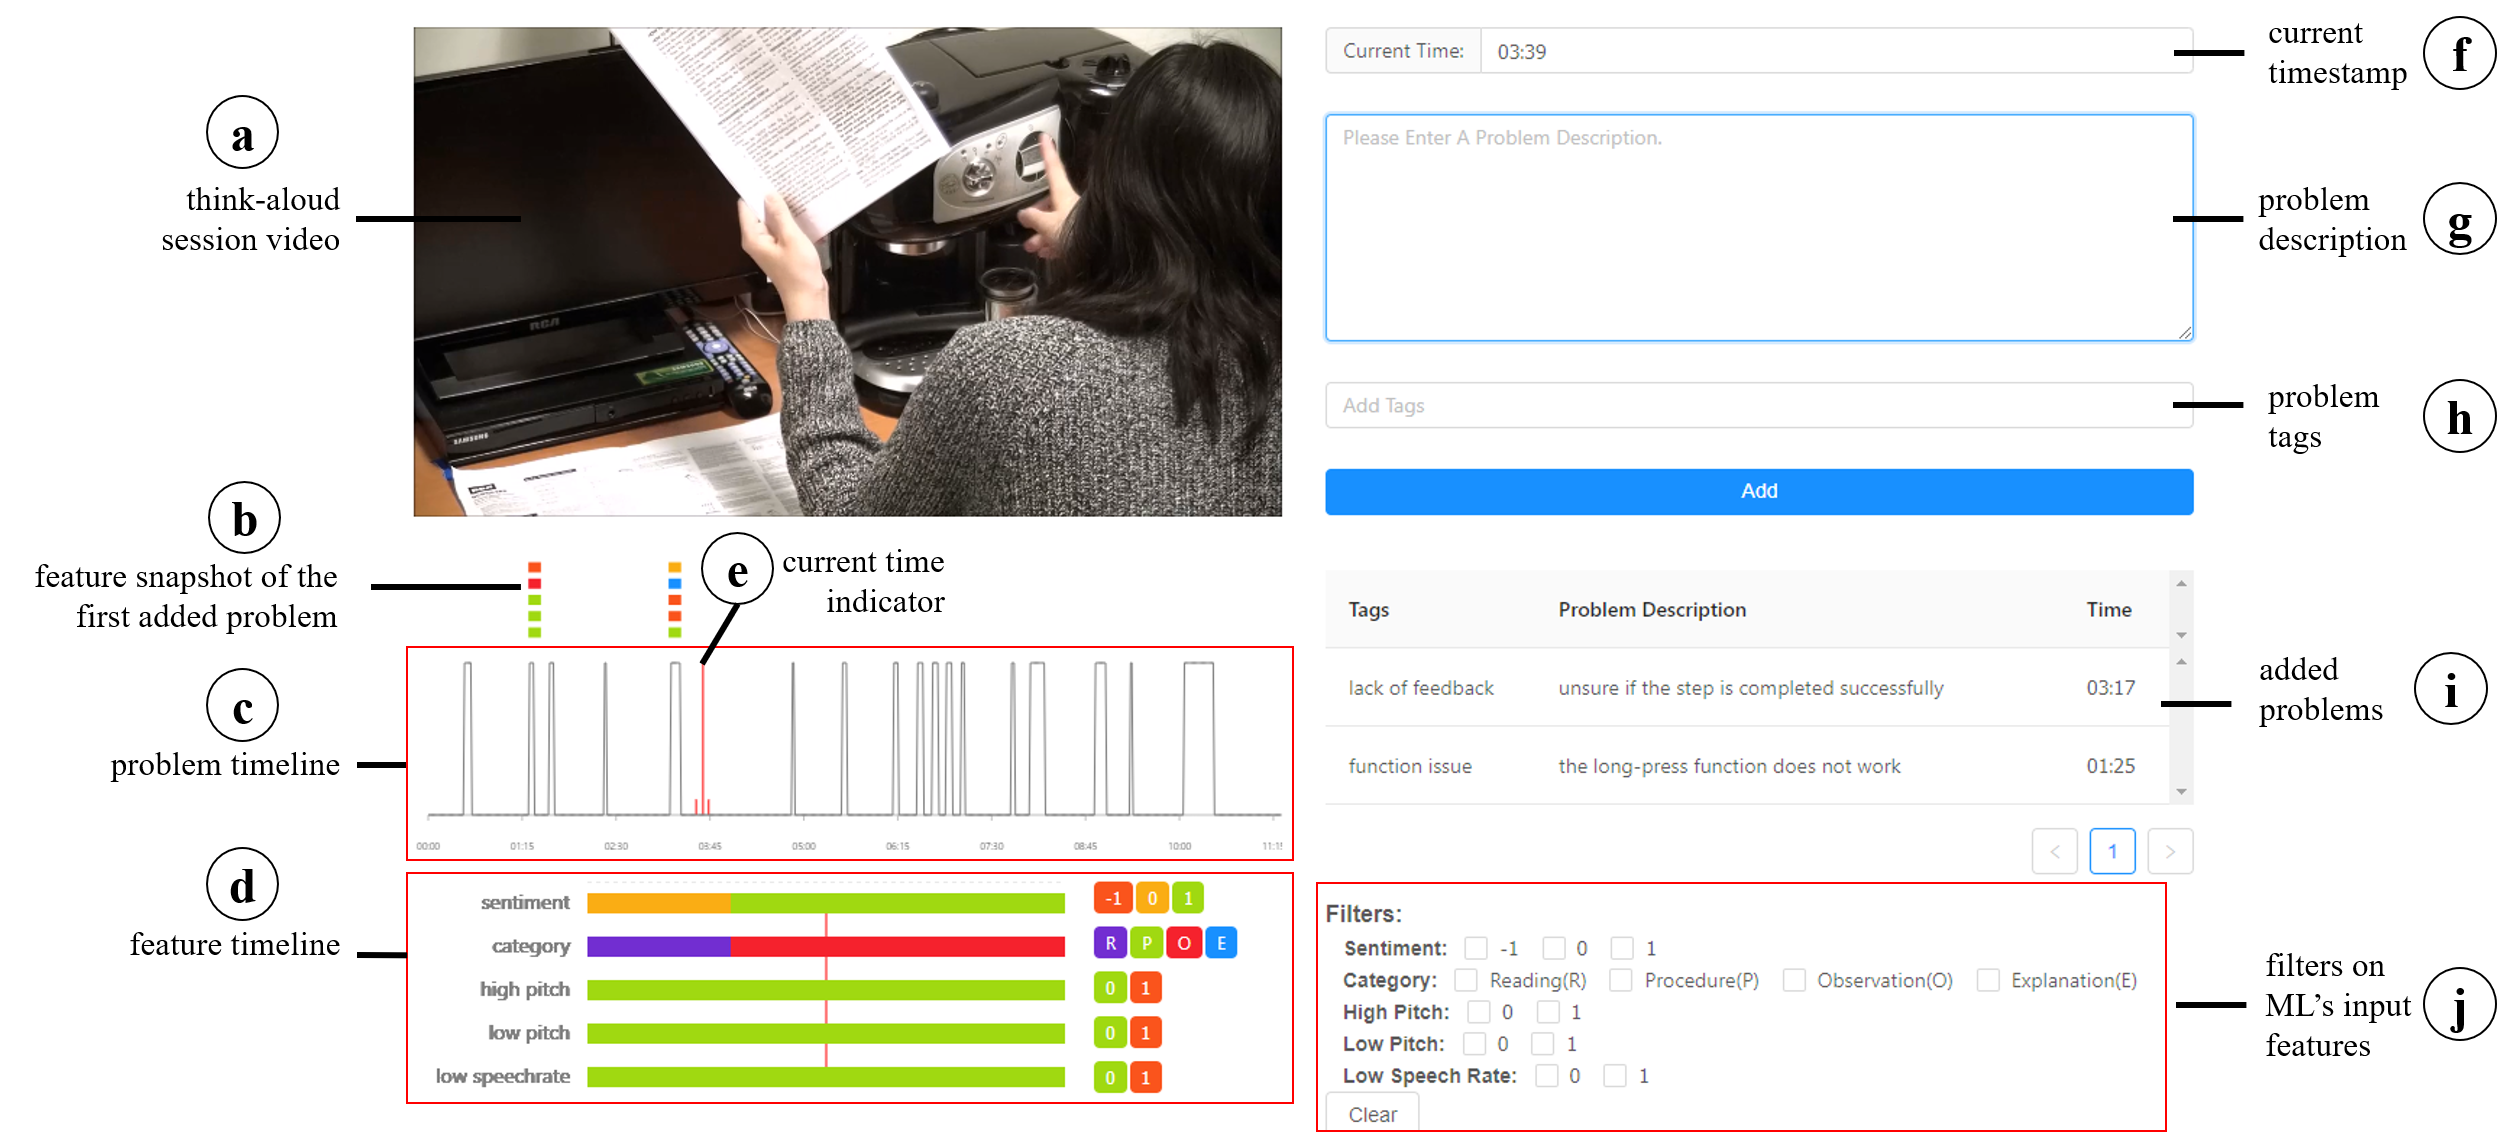 a
think-aloud
session video
RCA
SAMSUNG
b
feature snapshot of the
first added problem
e
current time
indicator
c
problem timeline
00:00 01:15 02:30 03:45 05:00 06:15 07:30 08:45 10:00
d
feature timeline
sentiment -1 0 1
category R P O E
high pitch 0 1
low pitch 0 1
low speechrate 0 1
Current Time: 03:39
current
timestamp
f
Please Enter A Problem Description.
problem
description
g
Add Tags
problem
tags
h
Add
Tags Problem Description Time
lack of feedback unsure if the step is completed successfully 03:17
function issue the long-press function does not work 01:25
added
problems
i
< 1 >
Filters:
Sentiment: -1 0 1
Category: Reading(R) Procedure(P) Observation(O) Explanation(E)
High Pitch: 0 1
Low Pitch: 0 1
Low Speech Rate: 0 1
Clear
filters on
ML’s input
features
j